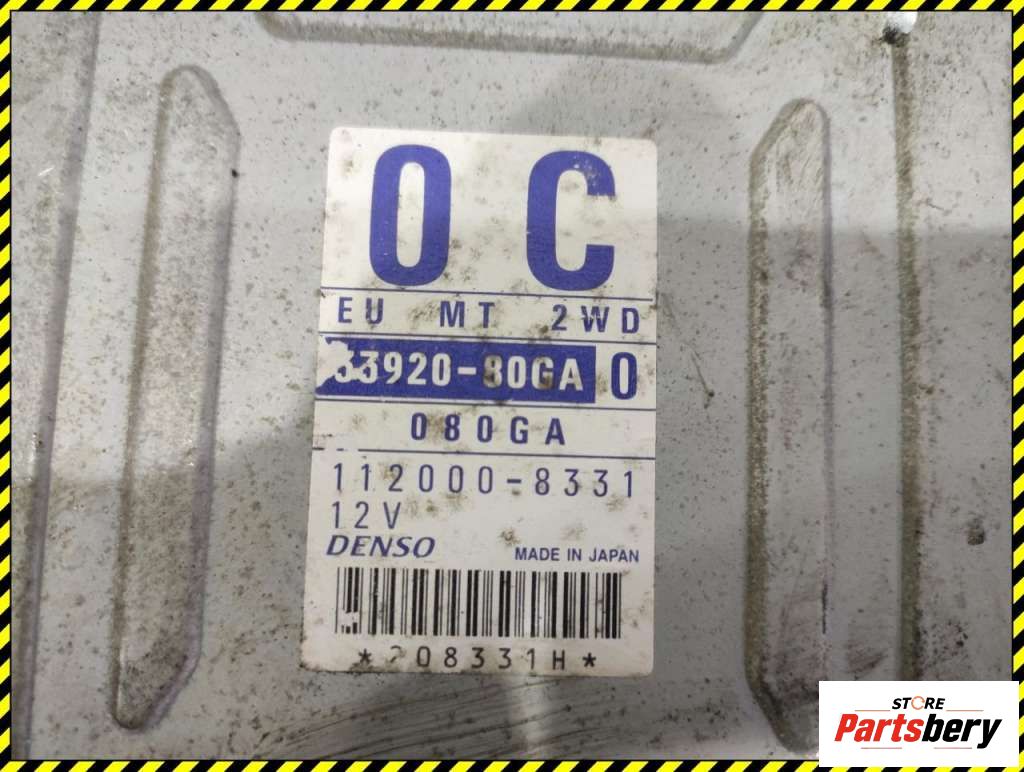 0 C
EU MT 2WD
33920-80GA 0
080GA
112000-8331
12V
DENSO MADE IN JAPAN
*208331H*
STORE
Partsbery